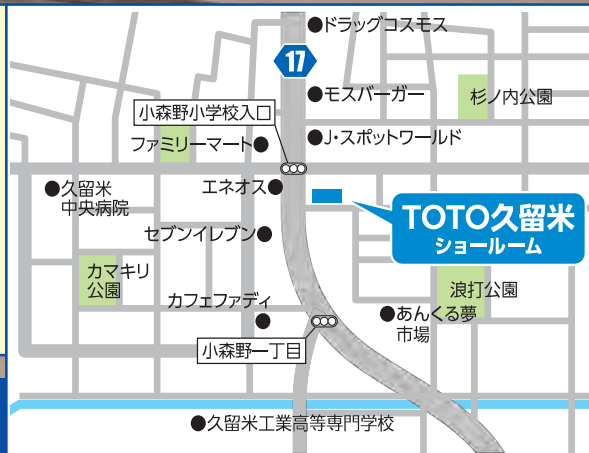 ドラッグコスモス
17
モスバーガー
杉ノ内公園
小森野小学校入口
ファミリーマート
J・スポットワールド
久留米
中央病院
エネオス
TOTO久留米
ショールーム
セブンイレブン
カマキリ
公園
カフェファディ
浪打公園
あんくる夢
市場
小森野一丁目
久留米工業高等専門学校